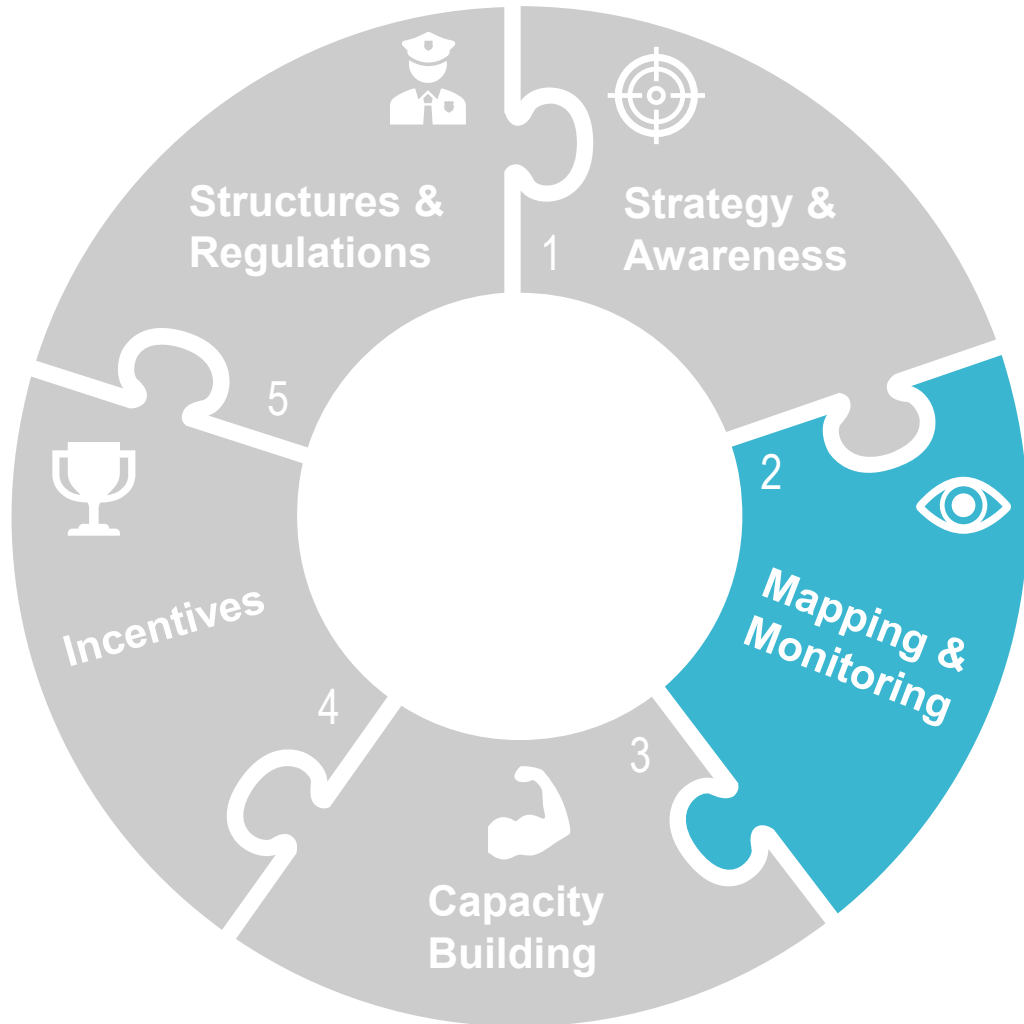 1
Strategy &
Awareness
2
Mapping &
Monitoring
3
Capacity
Building
4
Incentives
5
Structures &
Regulations